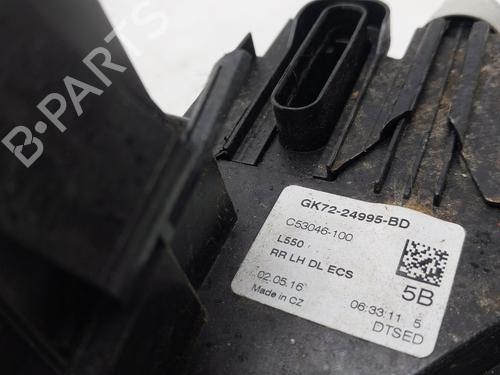 B-PARTS
GK72-24995-BD
C53046-100
L550
RR LH DL ECS
5B
02.05.16
06:33:11 5
Made in CZ
DTSED